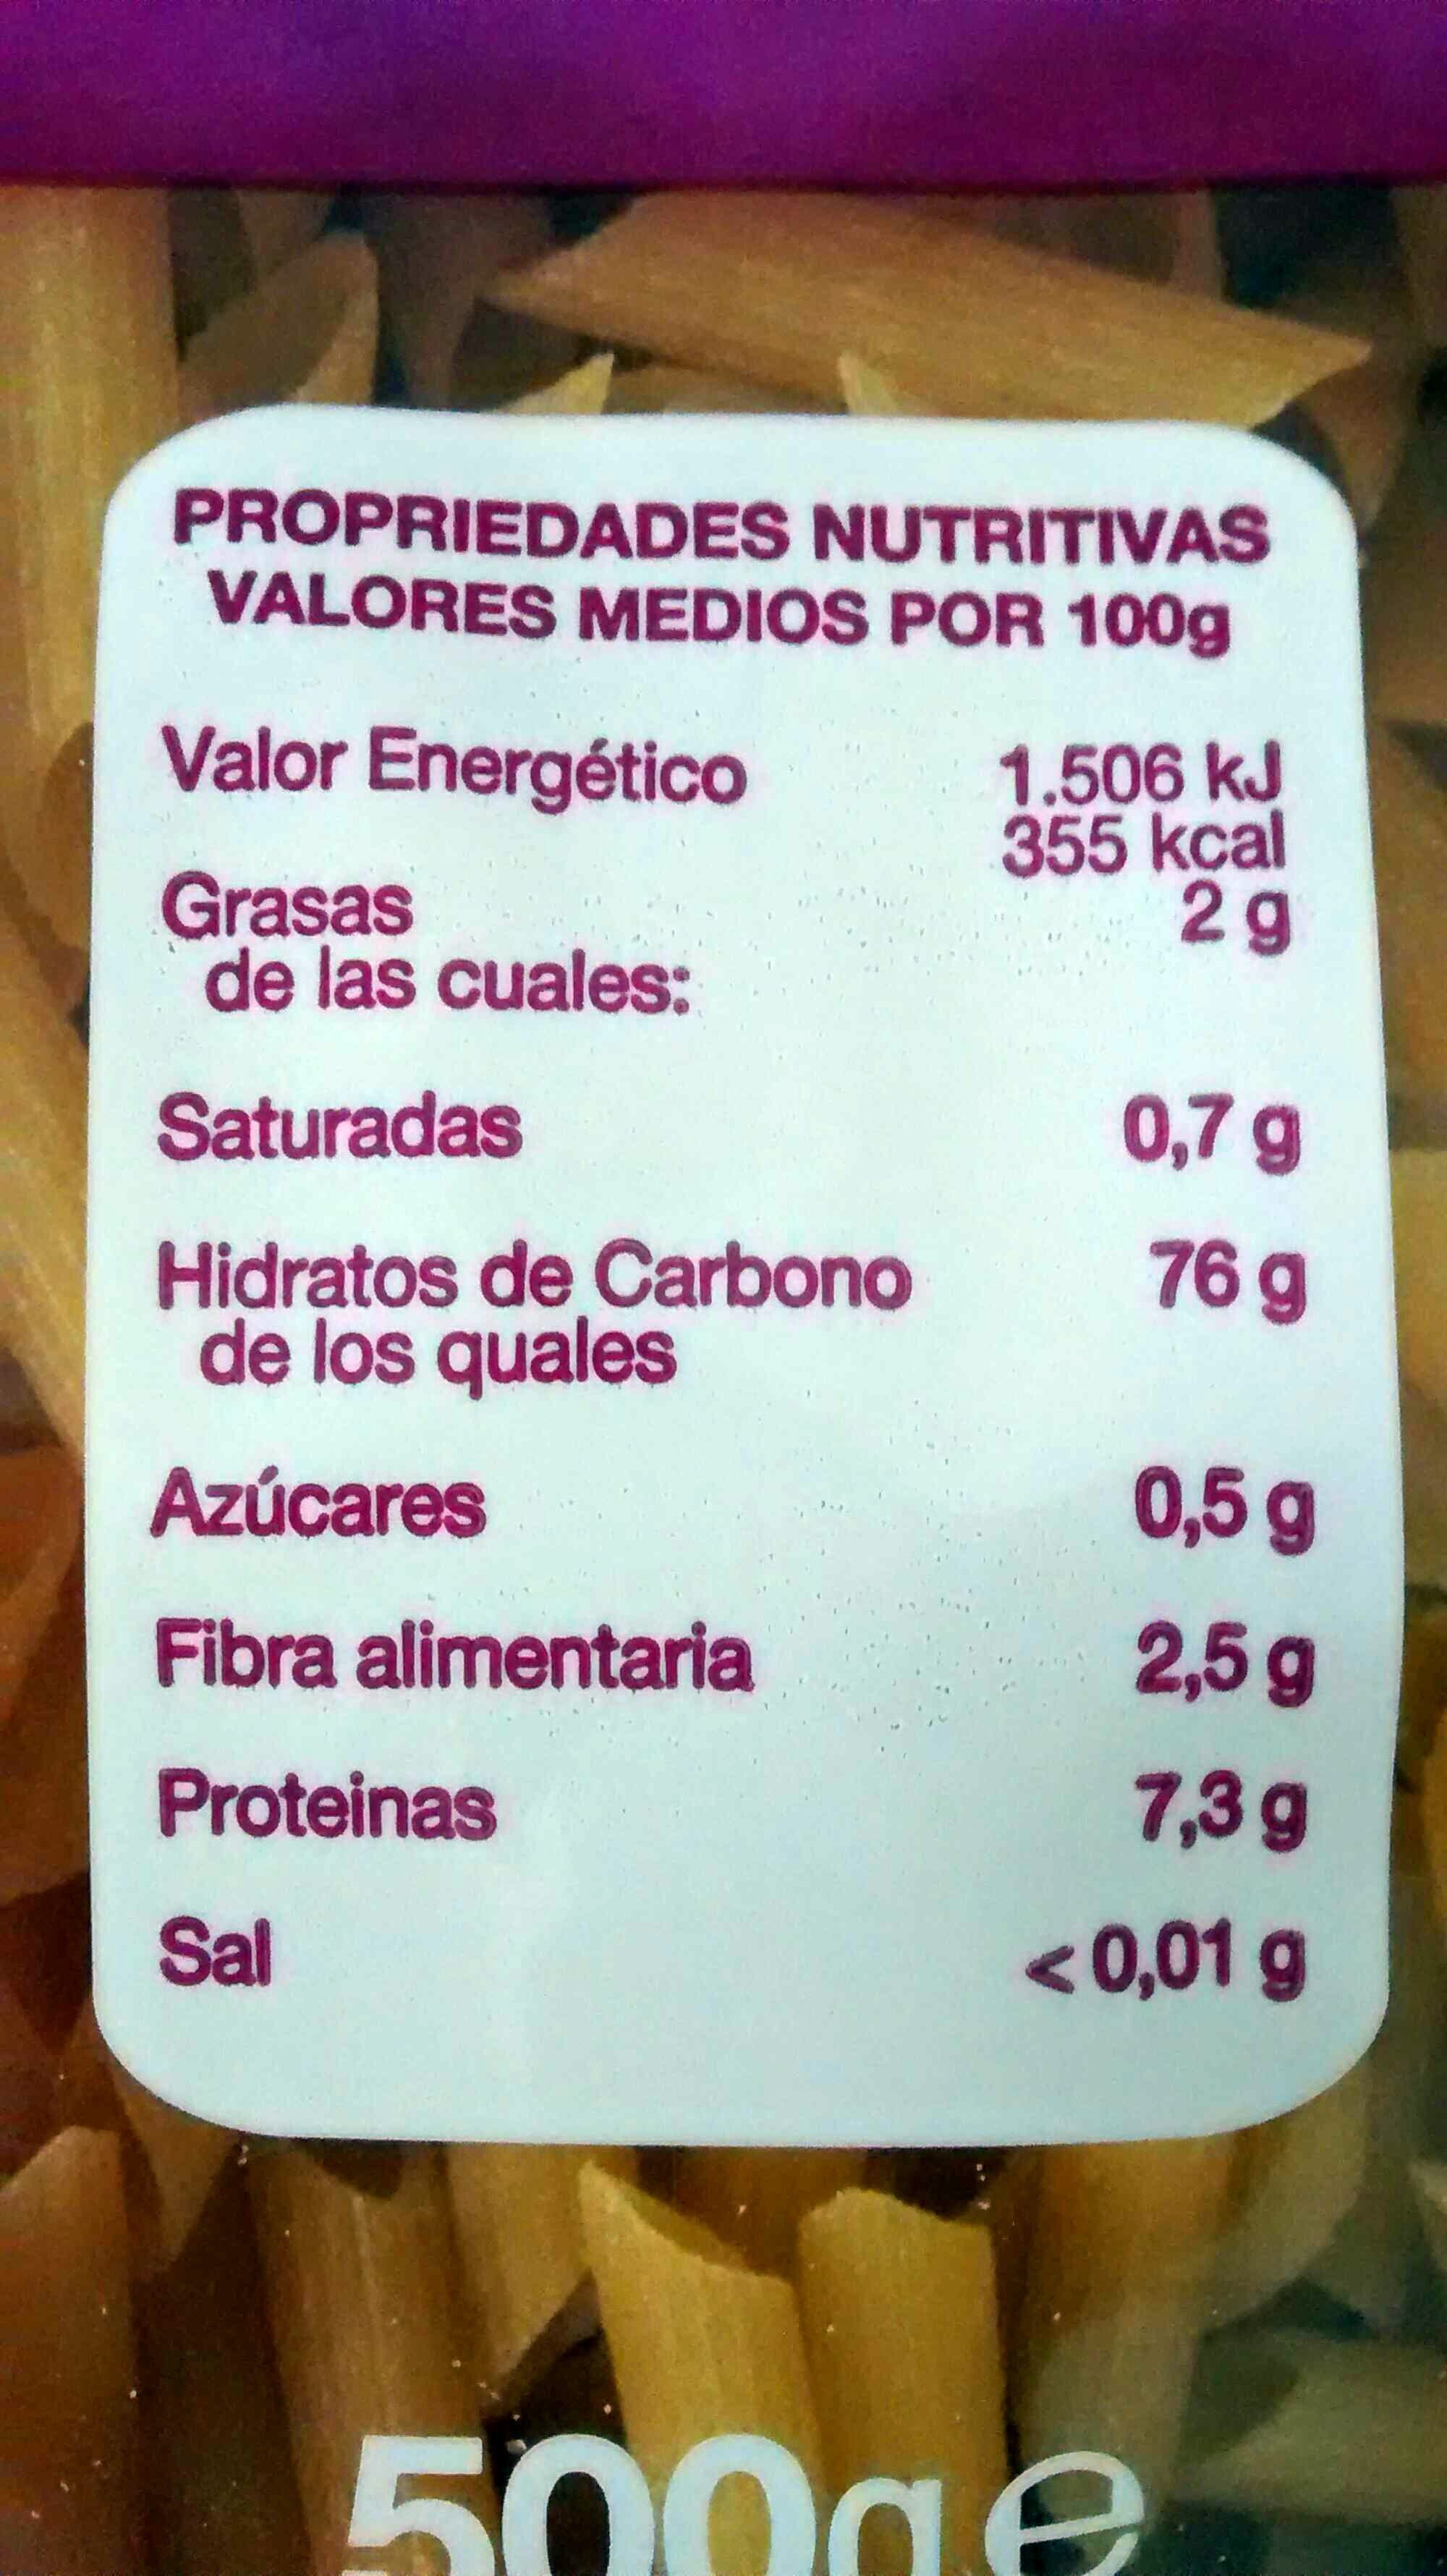 PROPRIEDADES NUTRITIVAS
VALORES MEDIOS POR 100g
Valor Energético 1.506 kJ
355 kcal
Grasas 2 g
de las cuales:
Saturadas 0,7 g
Hidratos de Carbono 76 g
de los quales
Azúcares 0,5 g
Fibra alimentaria 2,5 g
Proteinas 7,3 g
Sal < 0,01 g
500g e